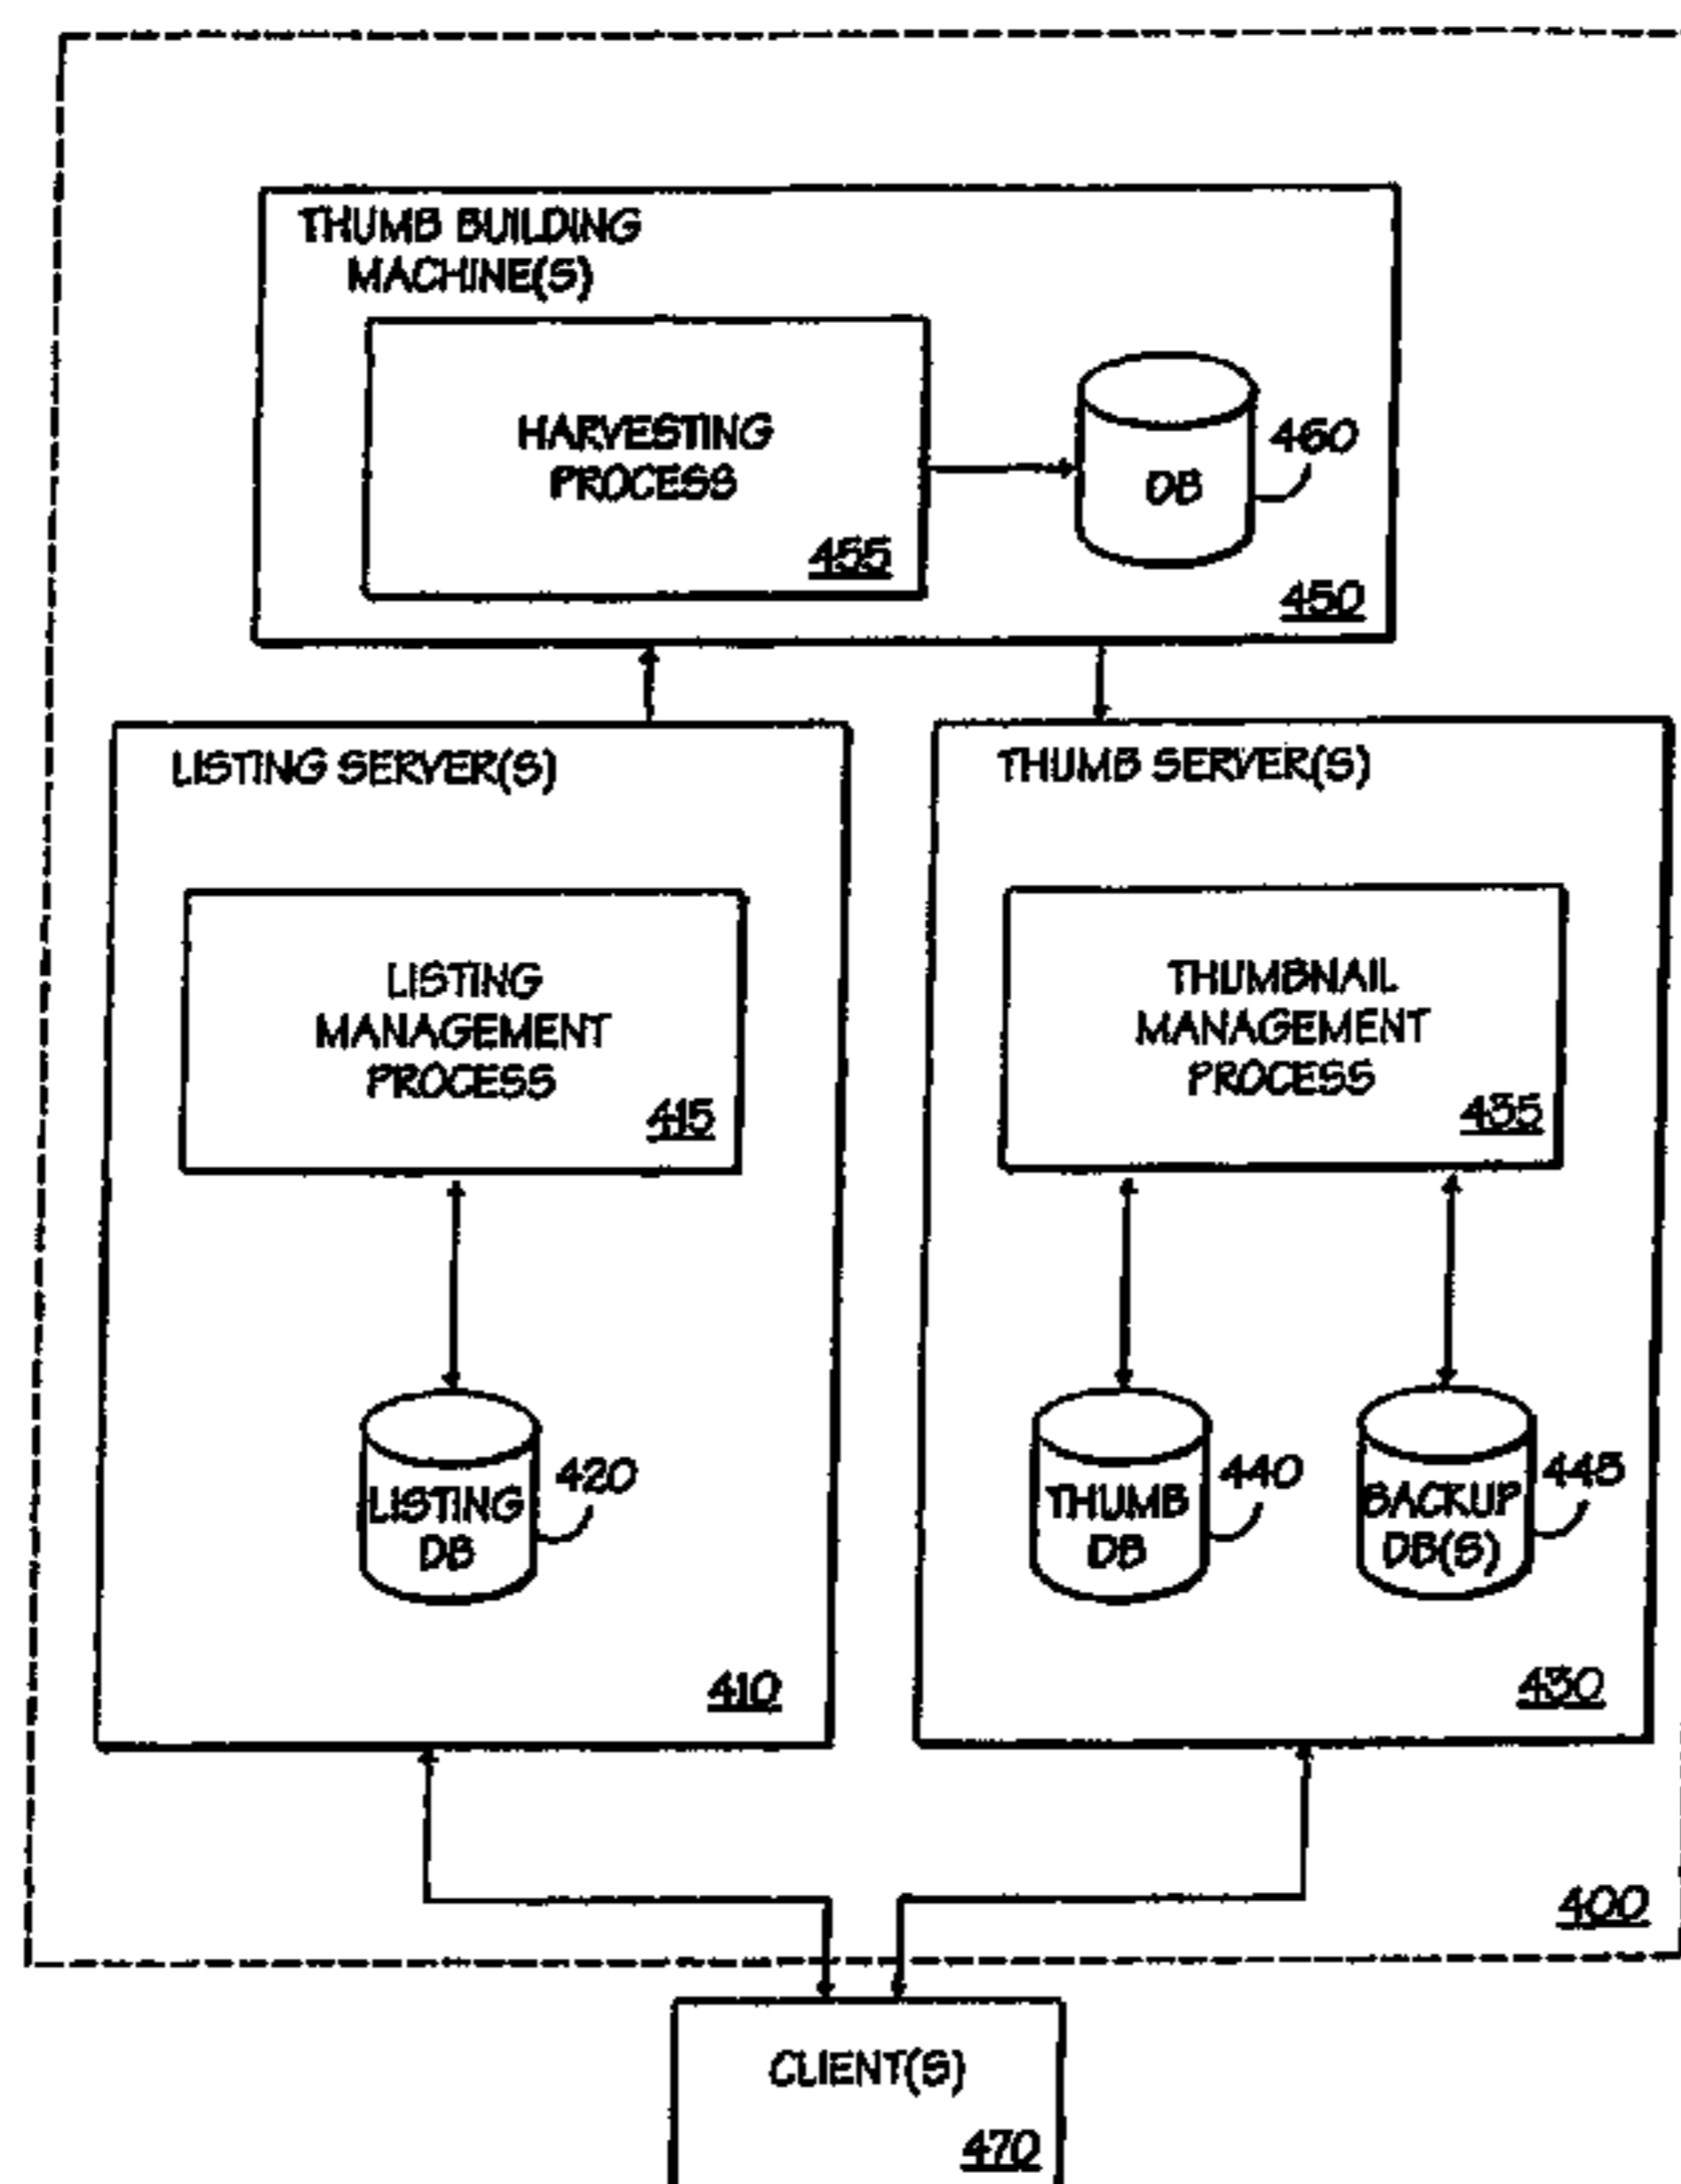 THUMB BUILDING
MACHINE(S)
HARVESTING
PROCESS
455
DB
460
450
LISTING SERVER(S)
THUMB SERVER(S)
LISTING
MANAGEMENT
PROCESS
415
THUMBNAIL
MANAGEMENT
PROCESS
435
LISTING
DB
420
THUMB
DB
440
BACKUP
DB(S)
445
410
430
400
CLIENT(S)
470